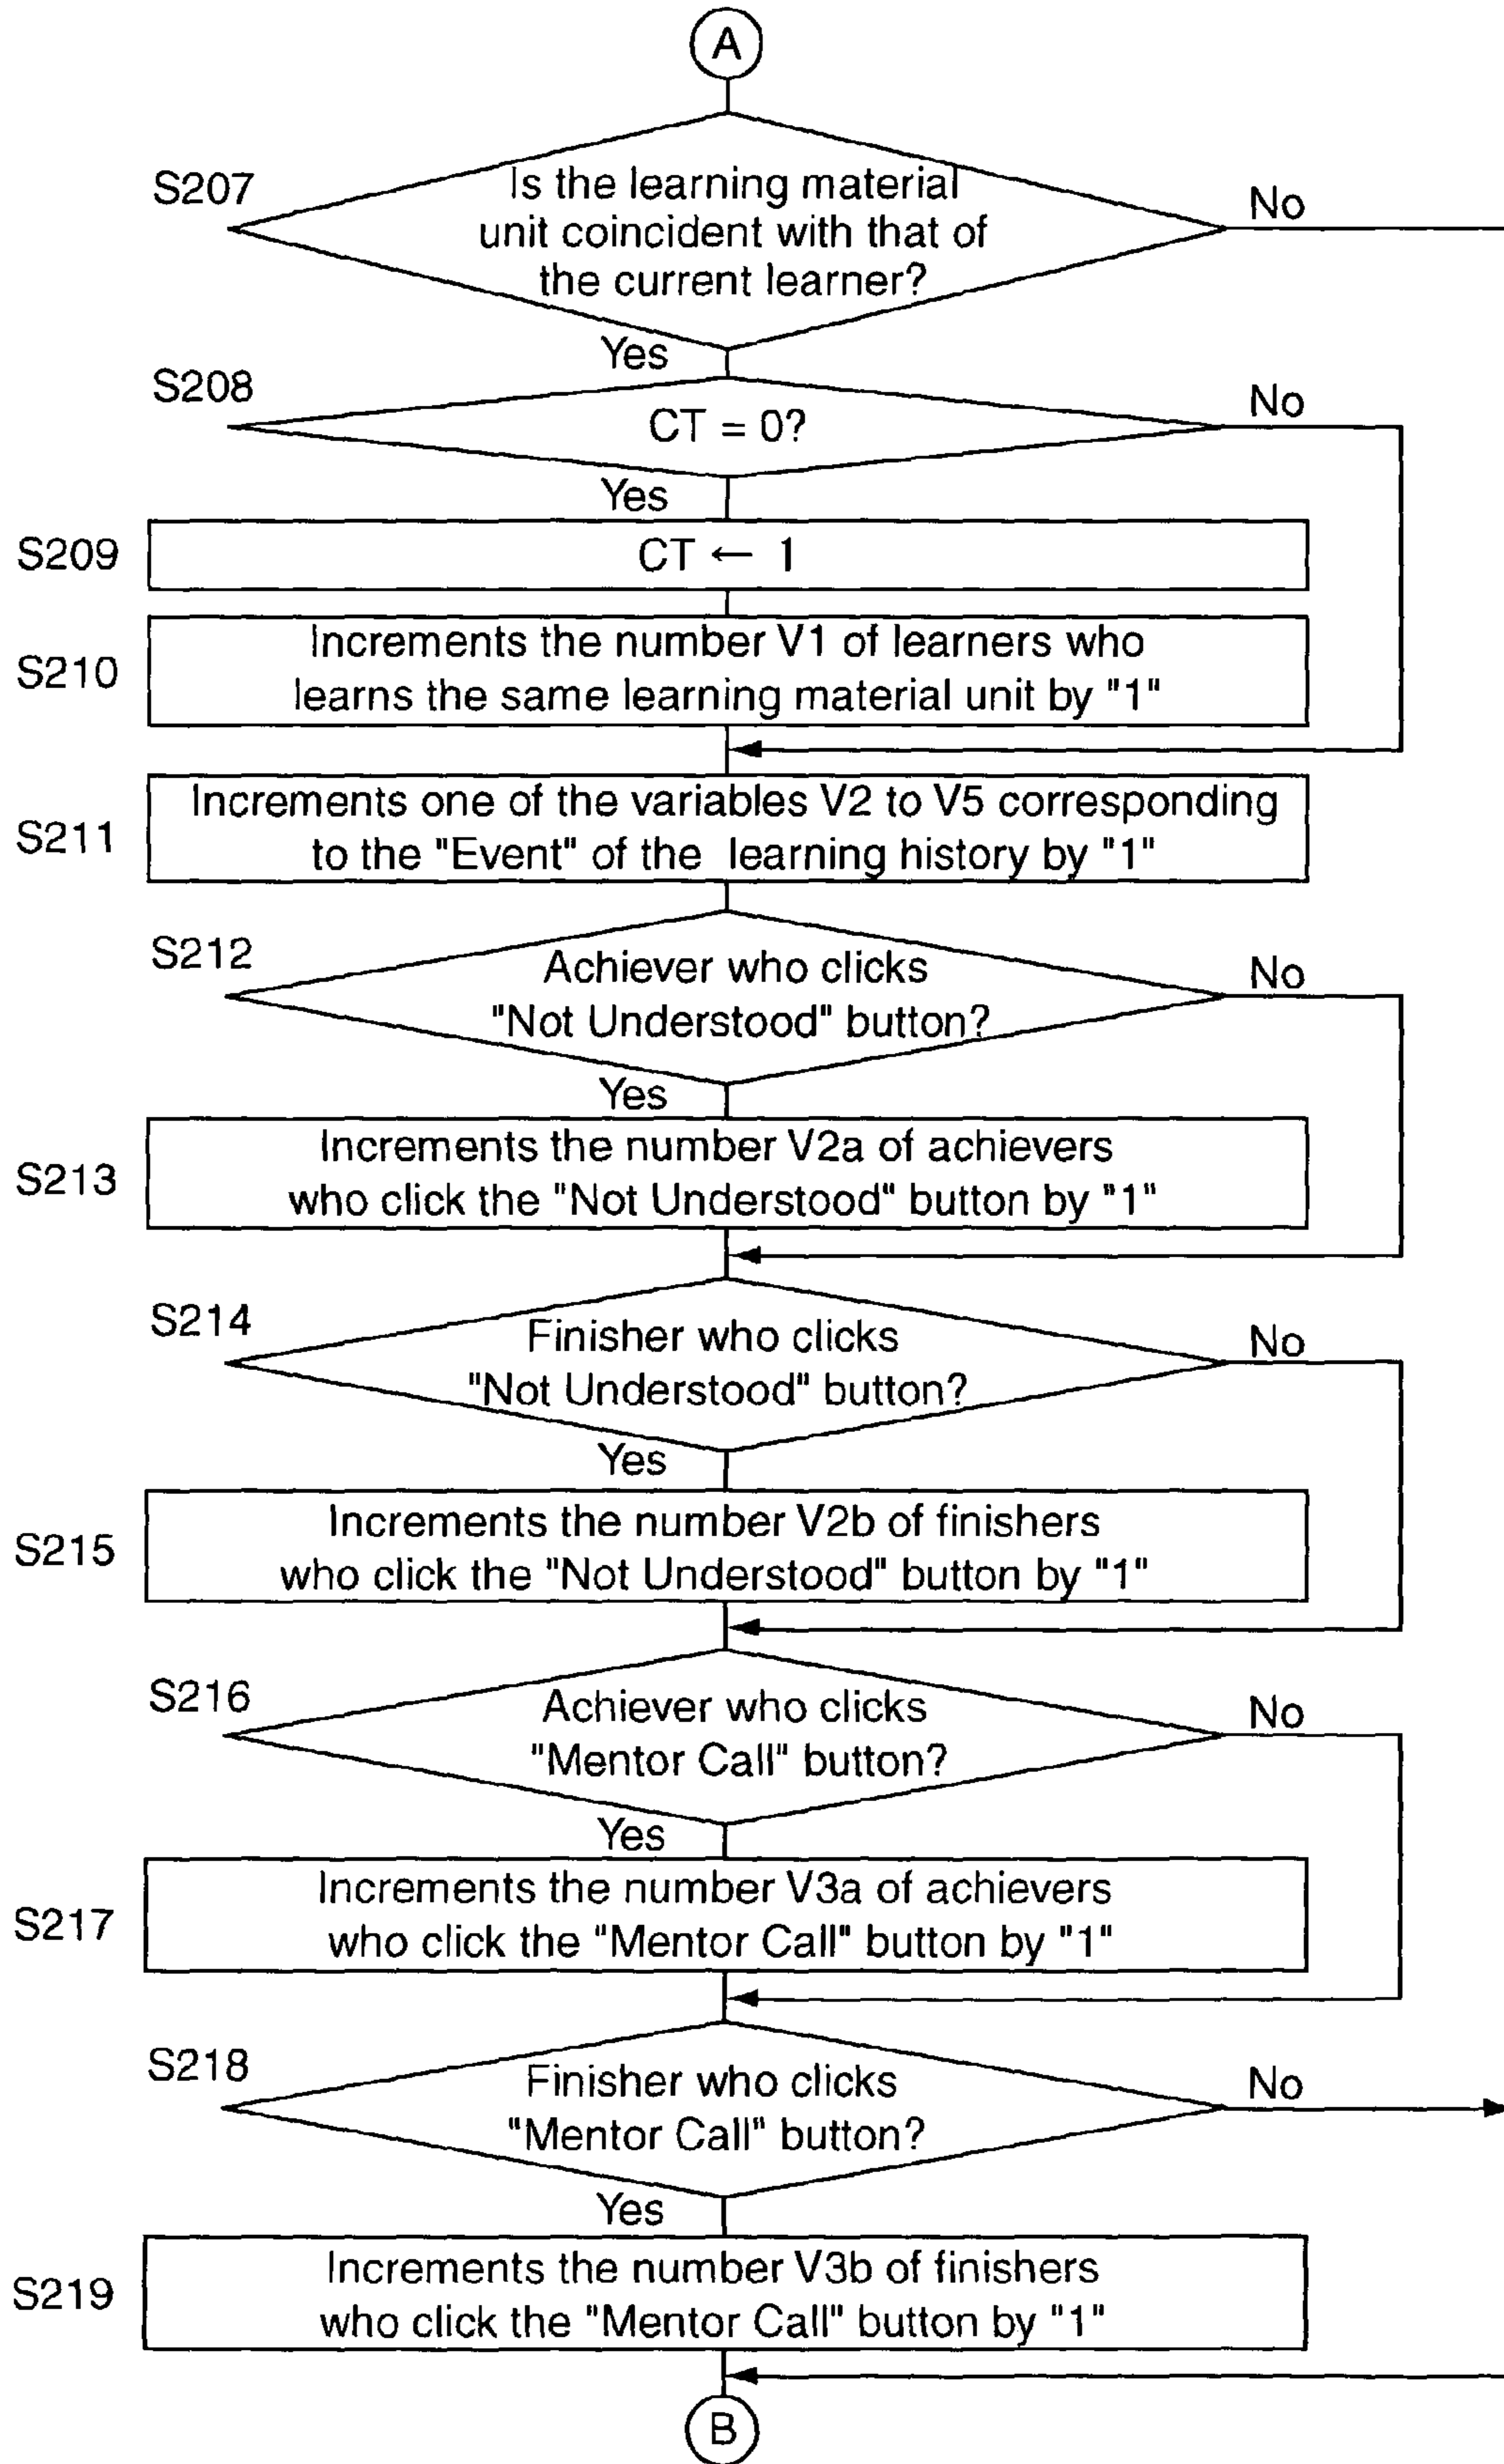 A
S207
Is the learning material
unit coincident with that of
the current learner?
No
Yes
S208
CT = 0?
No
Yes
S209
CT ← 1
S210
Increments the number V1 of learners who
learns the same learning material unit by "1"
S211
Increments one of the variables V2 to V5 corresponding
to the "Event" of the learning history by "1"
S212
Achiever who clicks
"Not Understood" button?
No
Yes
S213
Increments the number V2a of achievers
who click the "Not Understood" button by "1"
S214
Finisher who clicks
"Not Understood" button?
No
Yes
S215
Increments the number V2b of finishers
who click the "Not Understood" button by "1"
S216
Achiever who clicks
"Mentor Call" button?
No
Yes
S217
Increments the number V3a of achievers
who click the "Mentor Call" button by "1"
S218
Finisher who clicks
"Mentor Call" button?
No
Yes
S219
Increments the number V3b of finishers
who click the "Mentor Call" button by "1"
B